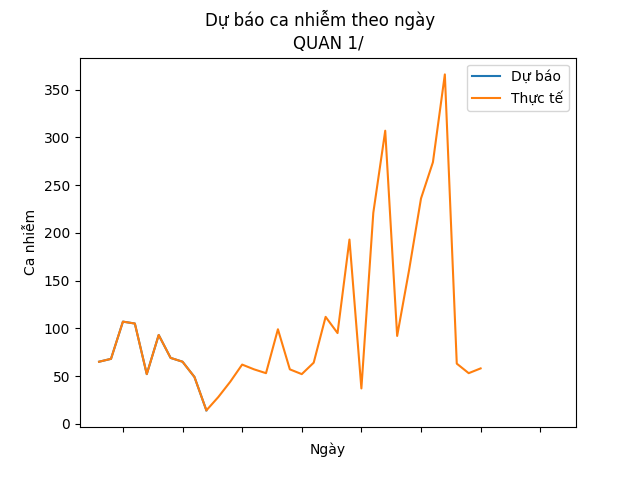 Dự báo ca nhiễm theo ngày
QUAN 1/
Dự báo
Thực tế
350
300
250
200
150
100
50
0
Ca nhiễm
Ngày